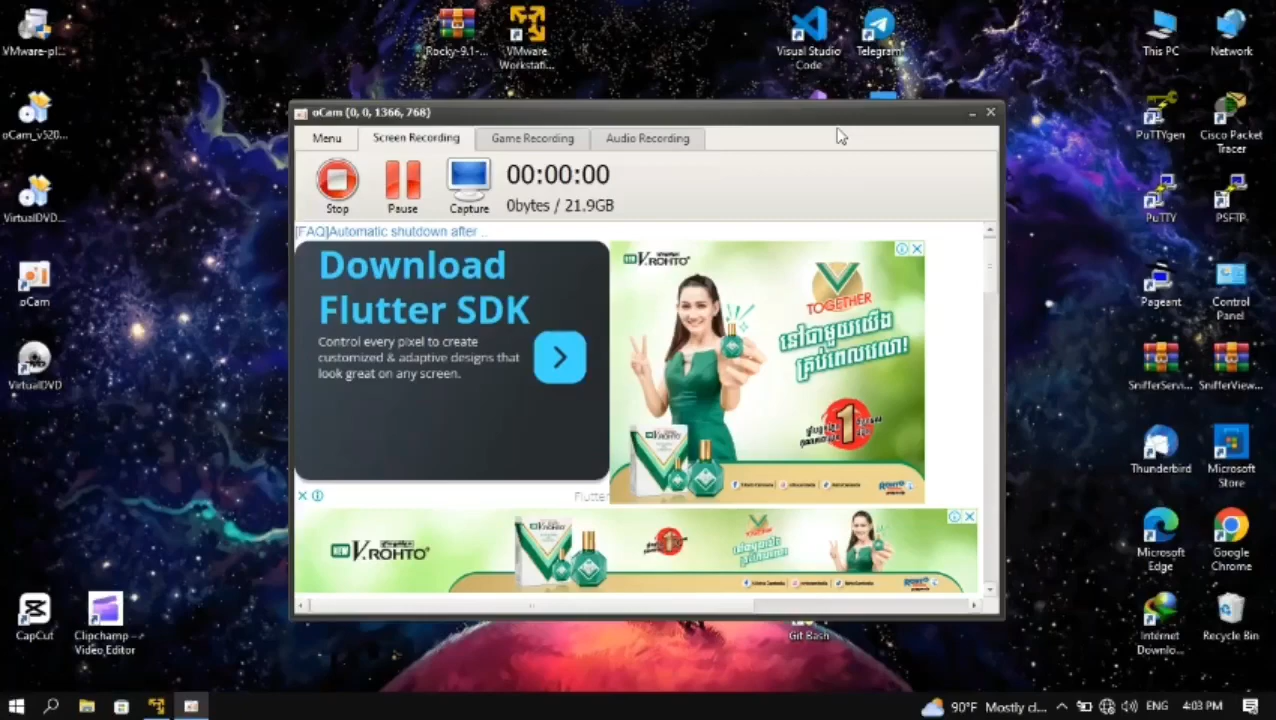 VMware-pl...
Rocky-9.1-...
VMware
Workstati...
Visual Studio
Code
Telegram
This PC
Network
oCam (0, 0, 1366, 768)
Menu
Screen Recording
Game Recording
Audio Recording
oCam_v520...
PuTTYgen
Cisco Packet
Tracer
Stop
Pause
Capture
00:00:00
0bytes / 21.9GB
VirtualDVD...
PuTTY
PSFTP
[FAQ]Automatic shutdown after ..
Download
Flutter SDK
Control every pixel to create
customized & adaptive designs that
look great on any screen.
NEW V.ROHTO
V
TOGETHER
នៅជាមួយយើង
គ្រប់ពេលវេលា!
1
oCam
Pageant
Control
Panel
VirtualDVD
SnifferServi...
SnifferView...
Thunderbird
Microsoft
Store
Flutter
NEW V.ROHTO
Microsoft
Edge
Google
Chrome
CapCut
Clipchamp –
Video Editor
Git Bash
Internet
Downlo...
Recycle Bin
90°F Mostly cl...
ENG
4:03 PM